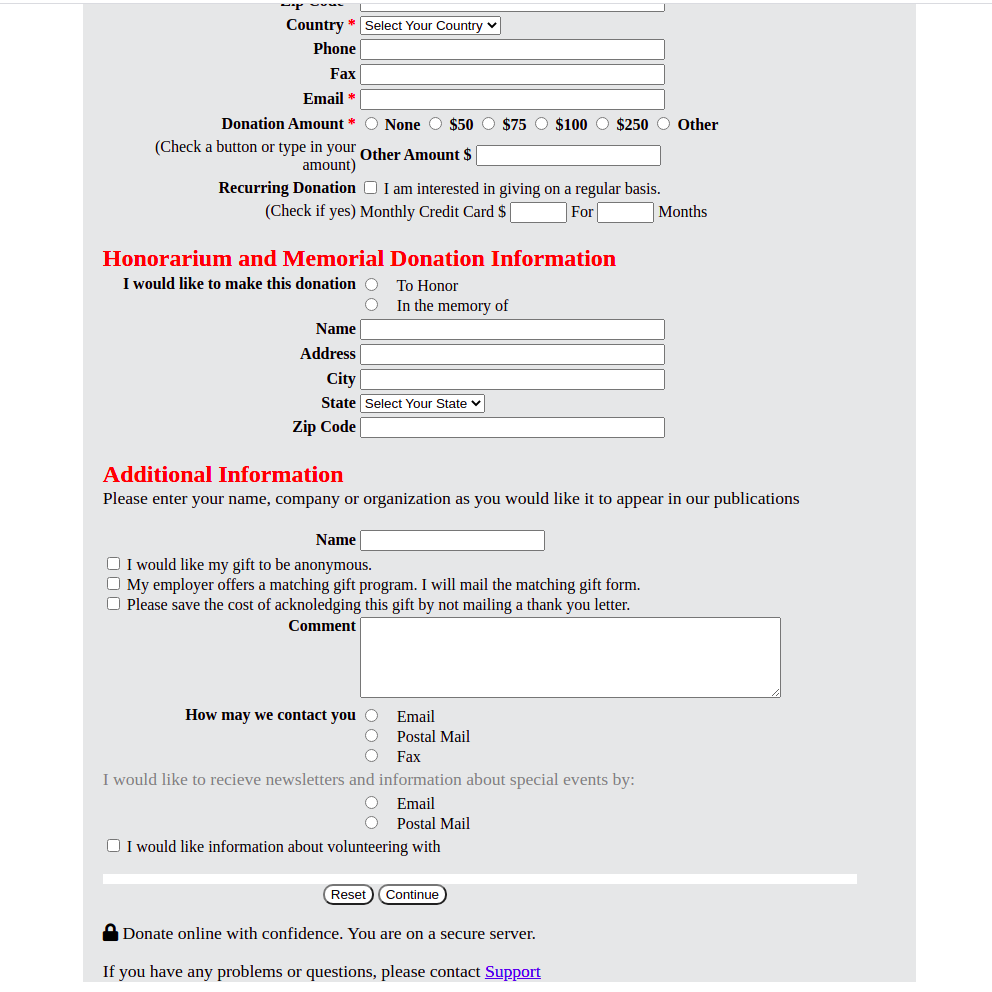 Zip Code
Country * Select Your Country
Phone
Fax
Email *
Donation Amount * None $50 $75 $100 $250 Other
(Check a button or type in your amount) Other Amount $
Recurring Donation I am interested in giving on a regular basis.
(Check if yes) Monthly Credit Card $ For Months
Honorarium and Memorial Donation Information
I would like to make this donation To Honor
In the memory of
Name
Address
City
State Select Your State
Zip Code
Additional Information
Please enter your name, company or organization as you would like it to appear in our publications
Name
I would like my gift to be anonymous.
My employer offers a matching gift program. I will mail the matching gift form.
Please save the cost of acknoledging this gift by not mailing a thank you letter.
Comment
How may we contact you Email
Postal Mail
Fax
I would like to recieve newsletters and information about special events by:
Email
Postal Mail
I would like information about volunteering with
Reset Continue
Donate online with confidence. You are on a secure server.
If you have any problems or questions, please contact Support